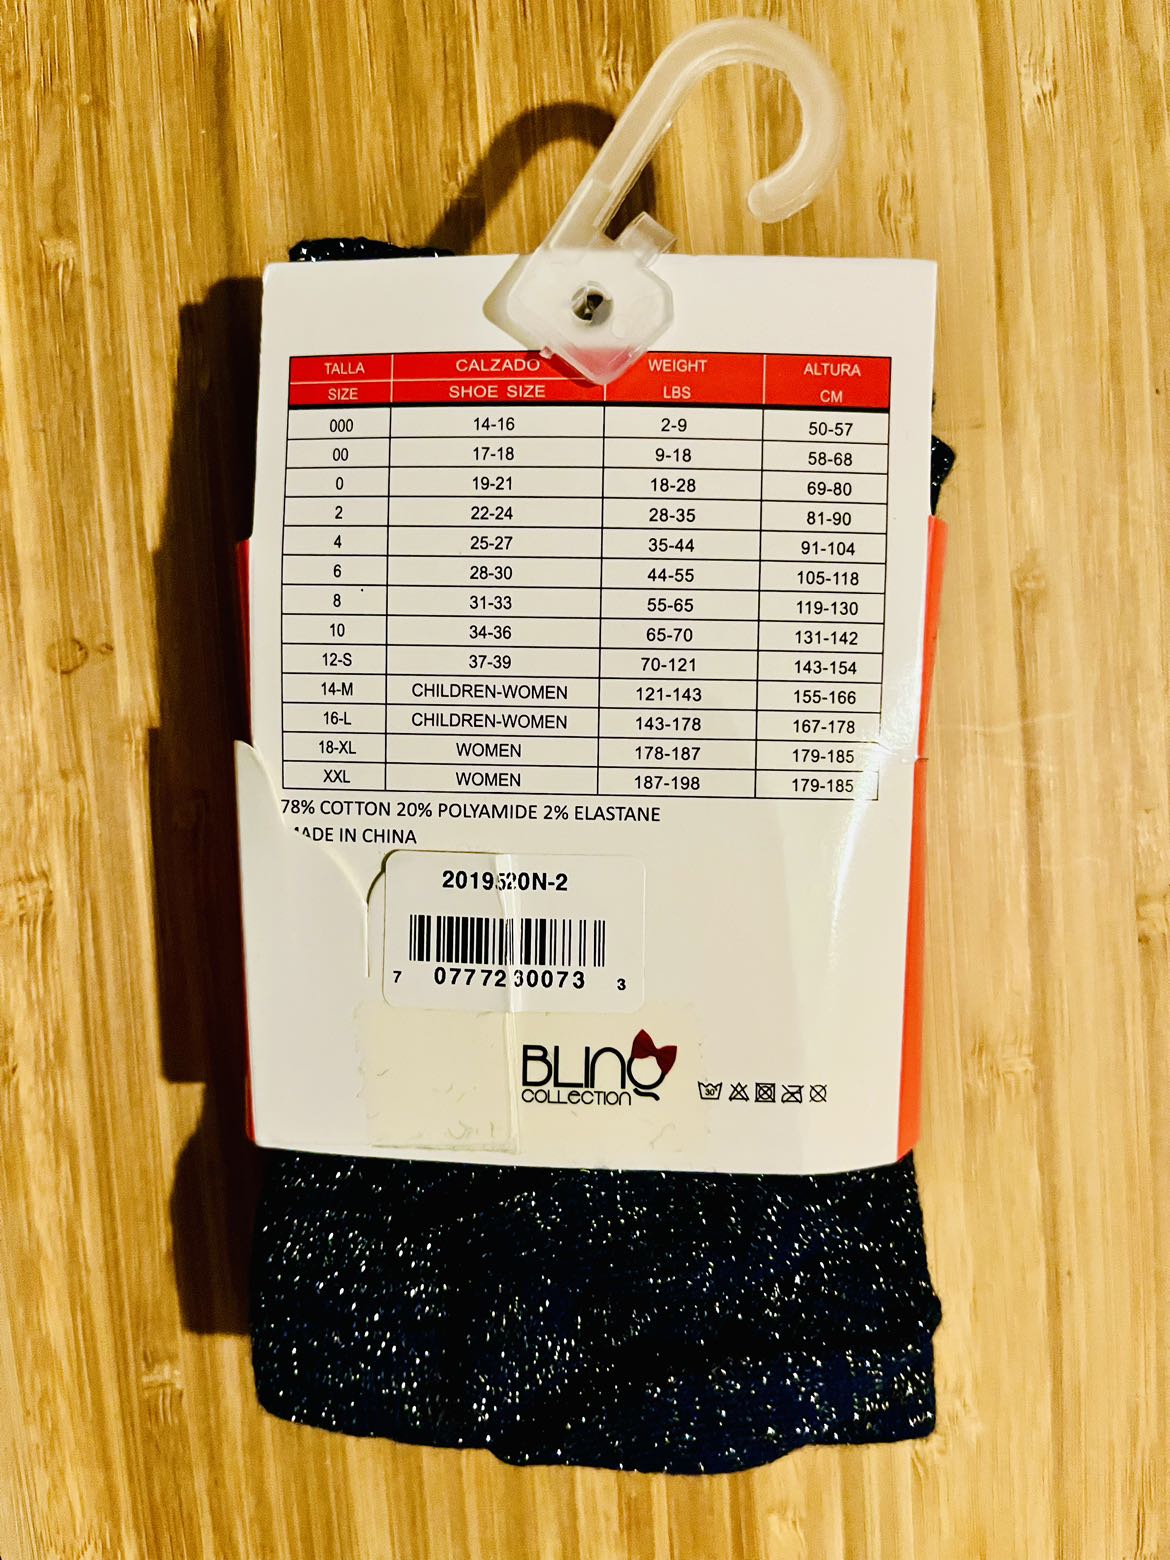 TALLA CALZADO WEIGHT ALTURA
SIZE SHOE SIZE LBS CM
000 14-16 2-9 50-57
00 17-18 9-18 58-68
0 19-21 18-28 69-80
2 22-24 28-35 81-90
4 25-27 35-44 91-104
6 28-30 44-55 105-118
8 31-33 55-65 119-130
10 34-36 65-70 131-142
12-S 37-39 70-121 143-154
14-M CHILDREN-WOMEN 121-143 155-166
16-L CHILDREN-WOMEN 143-178 167-178
18-XL WOMEN 178-187 179-185
XXL WOMEN 187-198 179-185
78% COTTON 20% POLYAMIDE 2% ELASTANE
MADE IN CHINA
2019520N-2
7 07772 60073 3
BLING
COLLECTION
30°